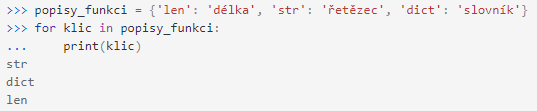 >>> popisy_funkci = {'len': 'délka', 'str': 'řetězec', 'dict': 'slovník'}
>>> for klic in popisy_funkci:
...     print(klic)
str
dict
len